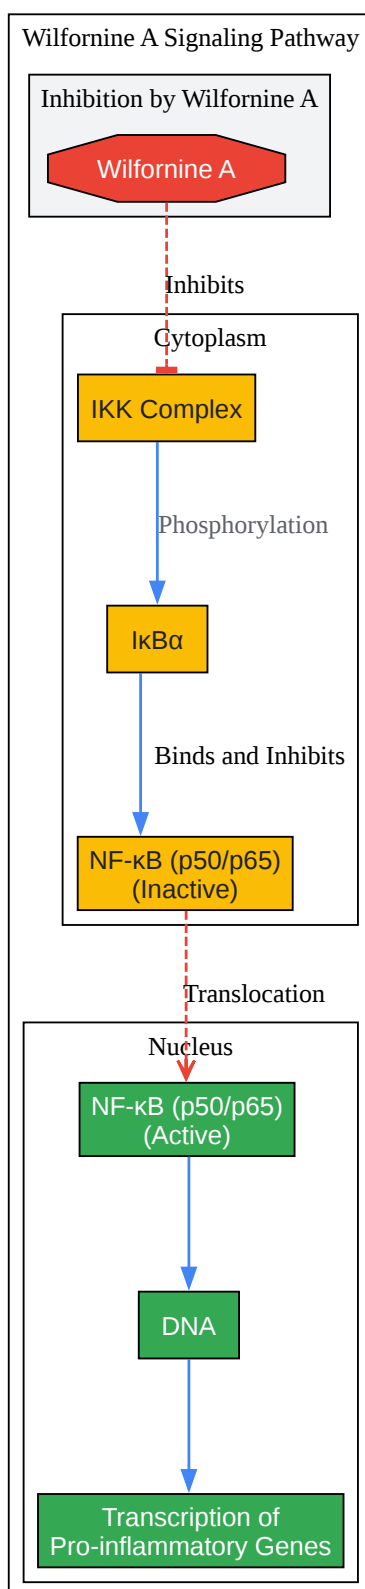 Wilfornine A Signaling Pathway
Inhibition by Wilfornine A
Wilfornine A
Inhibits
Cytoplasm
IKK Complex
Phosphorylation
IκBα
Binds and Inhibits
NF-κB (p50/p65)
(Inactive)
Translocation
Nucleus
NF-κB (p50/p65)
(Active)
DNA
Transcription of
Pro-inflammatory Genes